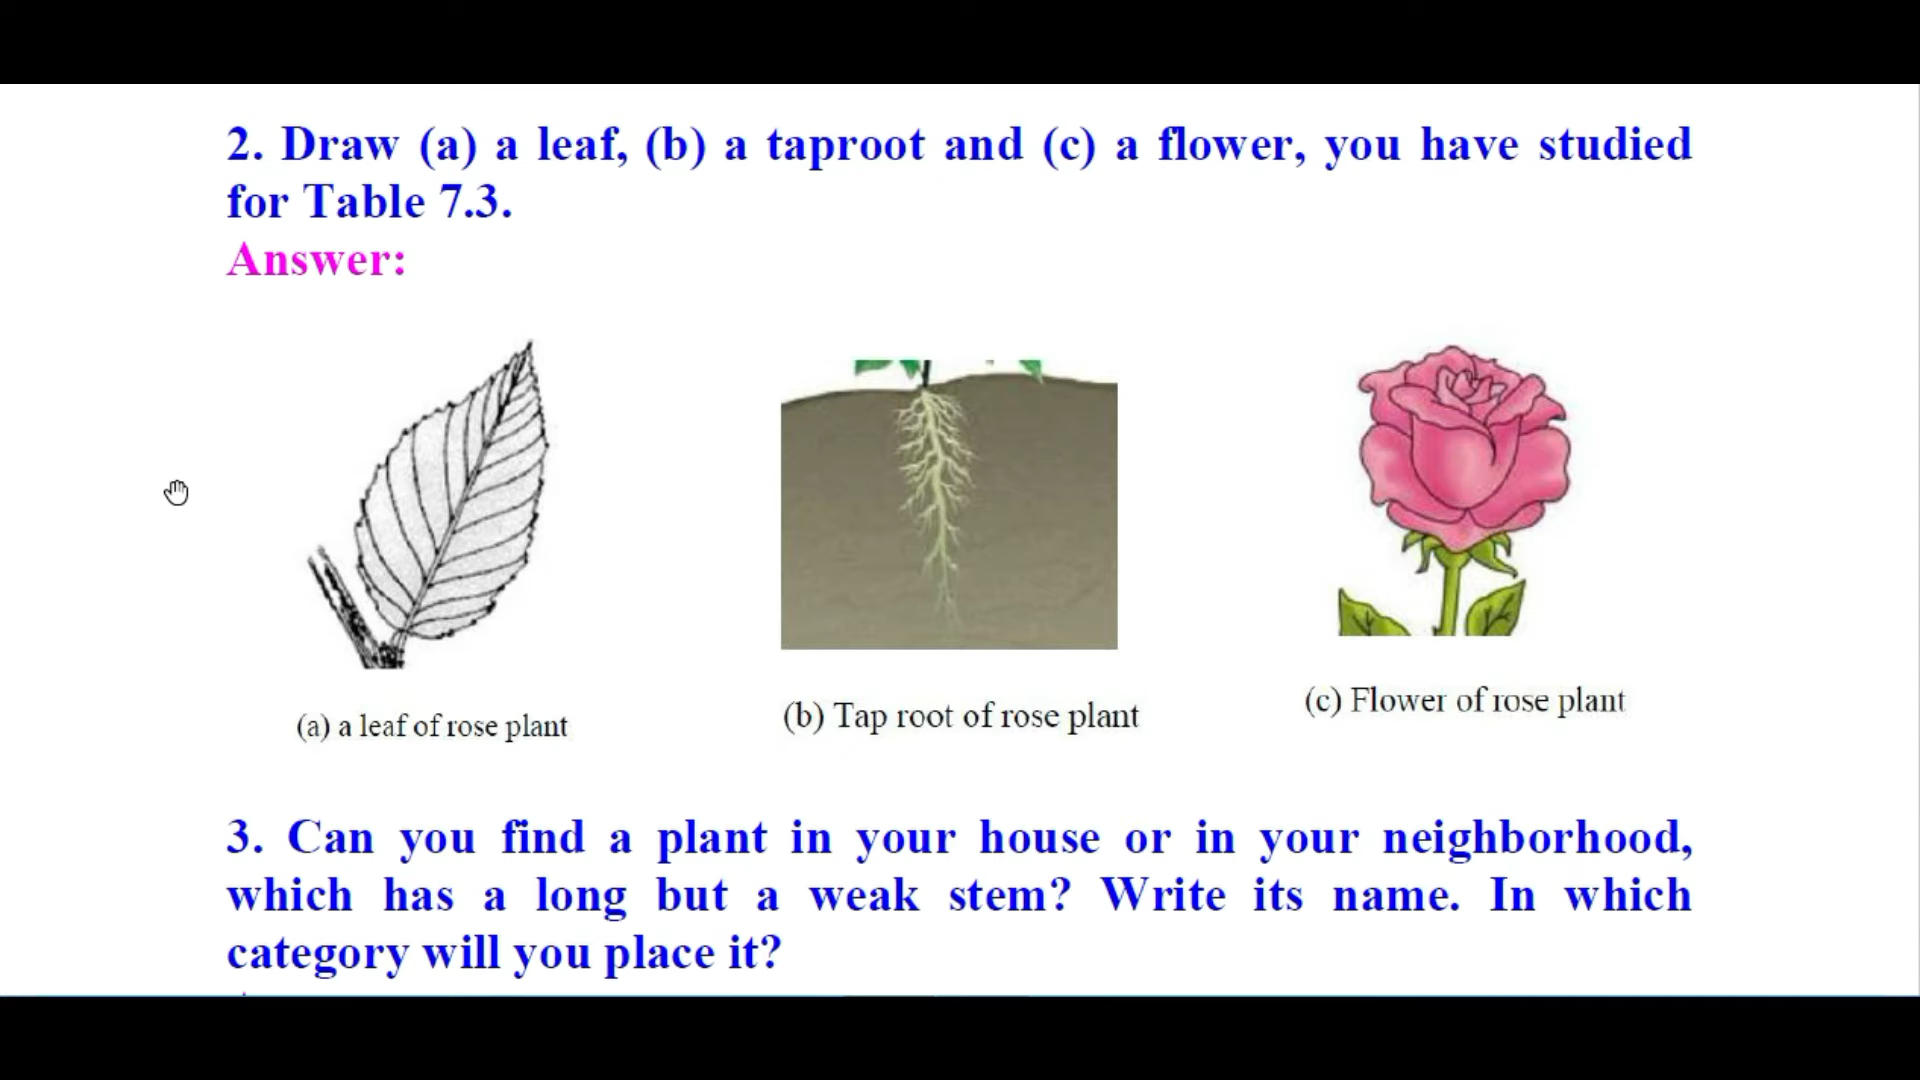 2. Draw (a) a leaf, (b) a taproot and (c) a flower, you have studied
for Table 7.3.
Answer:
(a) a leaf of rose plant
(b) Tap root of rose plant
(c) Flower of rose plant
3. Can you find a plant in your house or in your neighborhood,
which has a long but a weak stem? Write its name. In which
category will you place it?